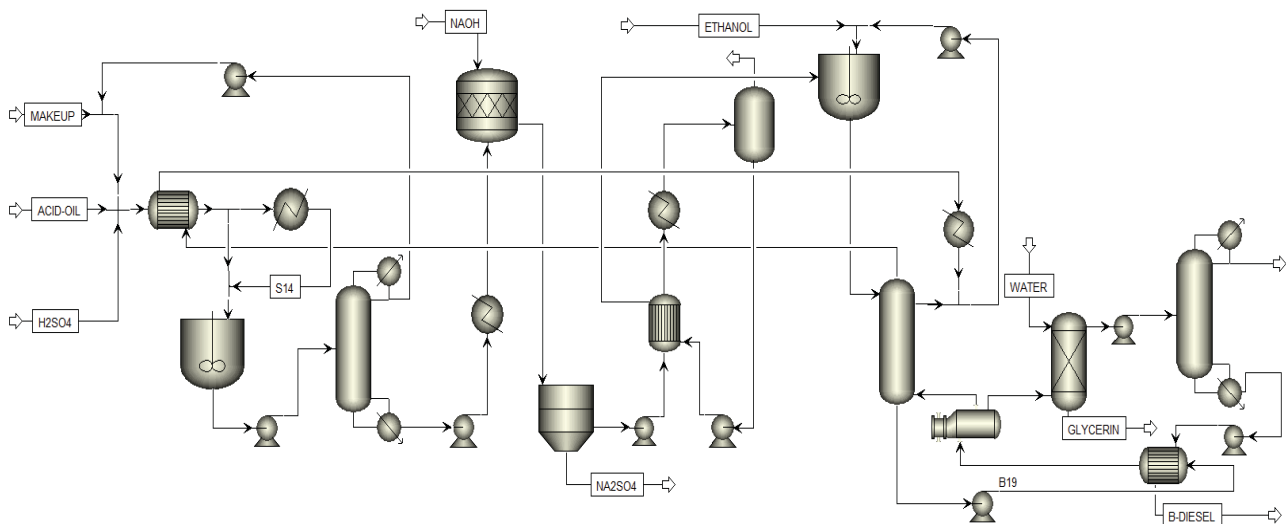 NAOH
ETHANOL
MAKEUP
ACID-OIL
S14
WATER
H2SO4
GLYCERIN
NA2SO4
B19
B-DIESEL